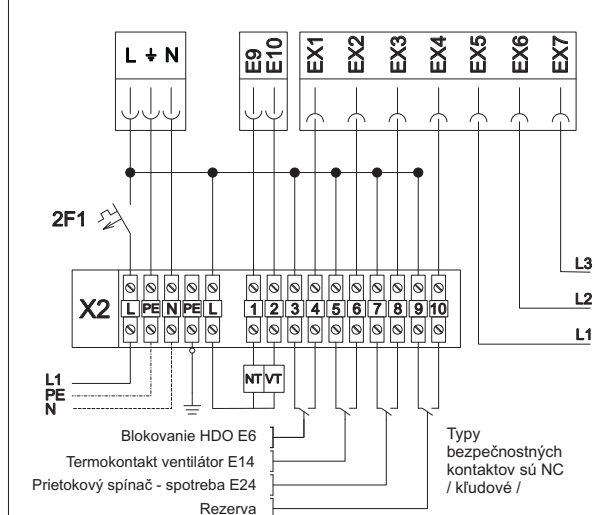 L ⏚ N
E9 E10
EX1 EX2 EX3 EX4 EX5 EX6 EX7
2F1
L3
L2
L1
X2
L PE N PE L 1 2 3 4 5 6 7 8 9 10
L1
PE
N
NT VT
Blokovanie HDO E6
Termokontakt ventilátor E14
Prietokový spínač - spotreba E24
Rezerva
Typy
bezpečnostných
kontaktov sú NC
/ kľudové /